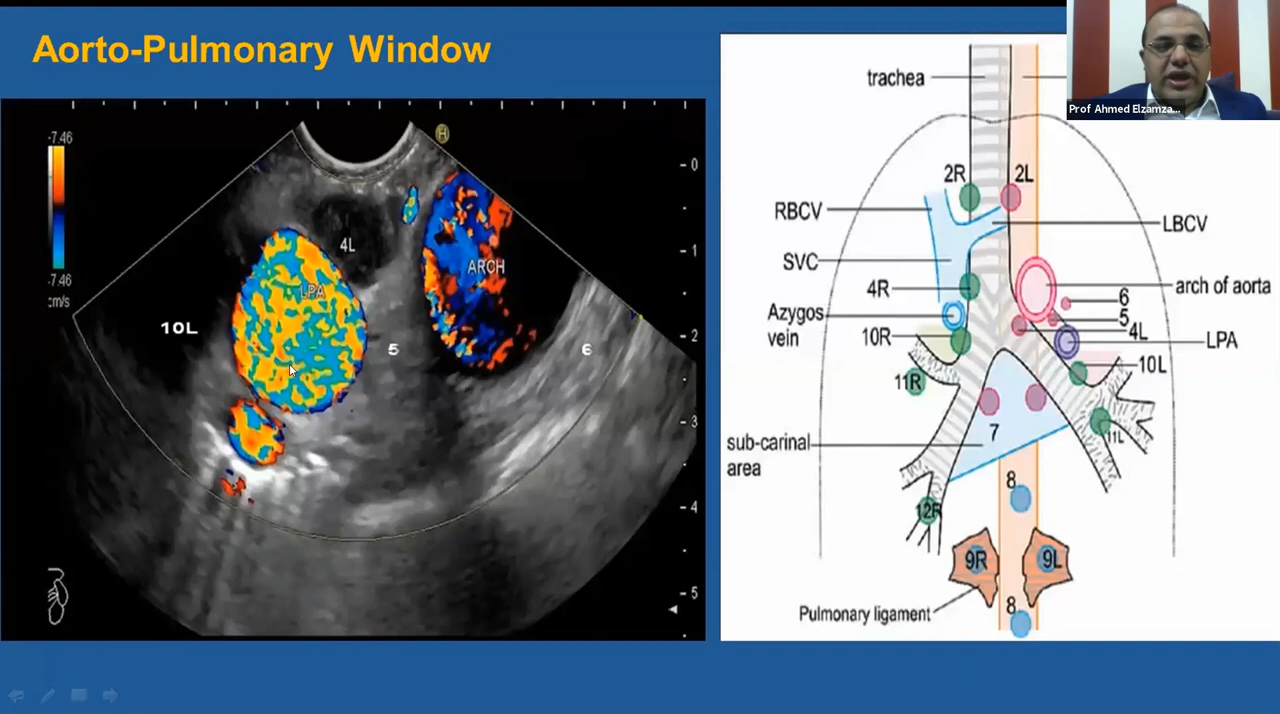 Aorto-Pulmonary Window
-7.46
-7.46
cm/s
H
0
1
2
3
4
5
4L
LPA
ARCH
10L
5
6
Prof Ahmed Elzamza...
trachea
2R
2L
RBCV
LBCV
SVC
4R
arch of aorta
6
5
4L
Azygos
vein
10R
LPA
10L
11R
11L
7
sub-carinal
area
8
12R
9R
9L
Pulmonary ligament
8